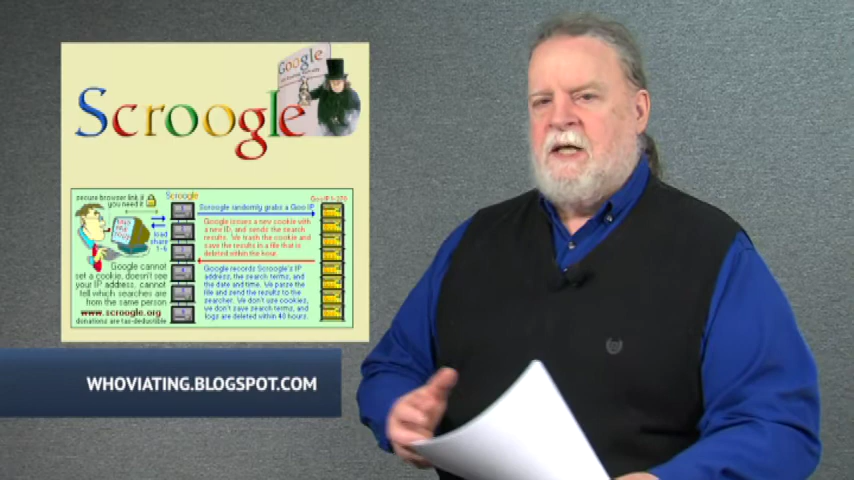 Google
Scroogle
secure browser link if
you need it
Scroogle
load
share
1-6
Scroogle randomly grabs a Goo IP
Google issues a new cookie with
a new ID, and sends the search
results. We trash the cookie and
save the results in a file that is
deleted within the hour.
Google cannot
set a cookie, doesn't see
your IP address, cannot
tell which searches are
from the same person
www.scroogle.org
donations are tax-deductible
Google records Scroogle's IP
address, the search terms, and
the date and time. We parse the
file and send the results to the
searcher. We don't use cookies,
we don't save search terms, and
logs are deleted within 48 hours.
WHOVIATING.BLOGSPOT.COM